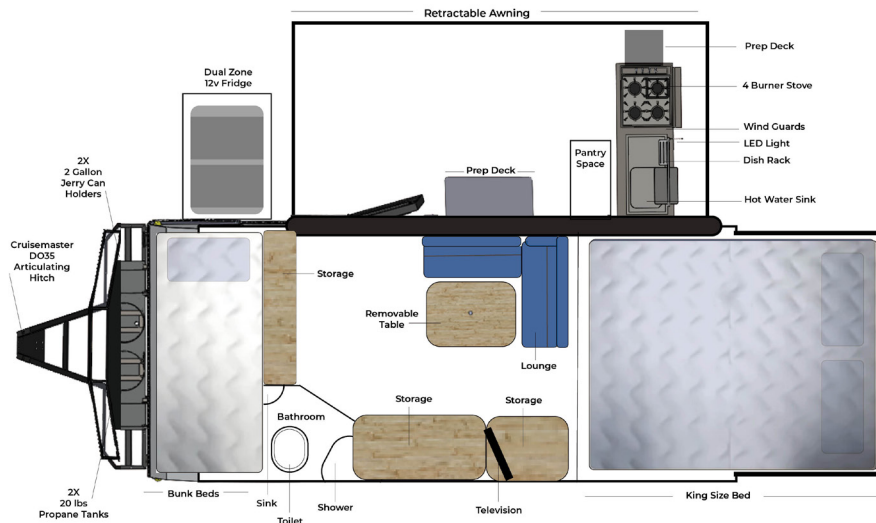 Retractable Awning
Prep Deck
Dual Zone
12v Fridge
4 Burner Stove
Wind Guards
LED Light
Dish Rack
Pantry
Space
2X
2 Gallon
Jerry Can
Holders
Prep Deck
Hot Water Sink
Cruisemaster
DO35
Articulating
Hitch
Storage
Removable
Table
Lounge
Bathroom
Storage
Storage
2X
20 lbs
Propane Tanks
Bunk Beds
Sink
Toilet
Shower
Television
King Size Bed